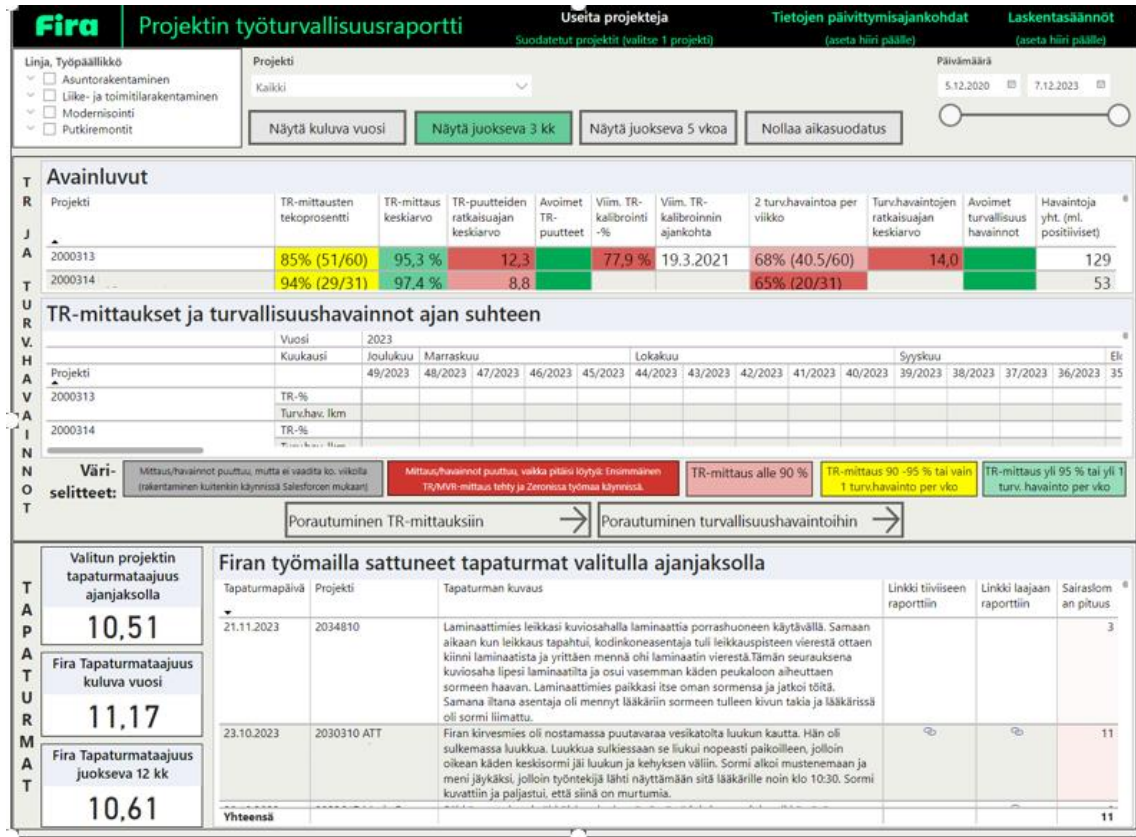 Fira
Projektin työturvallisuusraportti
Useita projekteja
Suodatetut projektit (valitse 1 projekti)
Tietojen päivittymisajankohdat
(aseta hiiri päälle)
Laskentasäännöt
(aseta hiiri päälle)
Linja, Työpäällikkö
Asuntorakentaminen
Liike- ja toimitilarakentaminen
Modernisointi
Putkiremontit
Projekti
Kaikki
Päivämäärä
5.12.2020
7.12.2023
Näytä kuluva vuosi
Näytä juokseva 3 kk
Näytä juokseva 5 vkoa
Nollaa aikasuodatus
TR JA TURV.HAVAINNOT
Avainluvut
Projekti
TR-mittausten tekoprosentti
TR-mittaus keskiarvo
TR-puutteiden ratkaisuajan keskiarvo
Avoimet TR-puutteet
Viim. TR-kalibrointi -%
Viim. TR-kalibroinnin ajankohta
2 turv.havaintoa per viikko
Turv.havaintojen ratkaisuajan keskiarvo
Avoimet turvallisuus havainnot
Havaintoja yht. (ml. positiiviset)
2000313 85% (51/60) 95,3 % 12,3 77,9 % 19.3.2021 68% (40.5/60) 14,0 129
2000314 94% (29/31) 97,4 % 8,8 65% (20/31) 53
TR-mittaukset ja turvallisuushavainnot ajan suhteen
Vuosi 2023
Kuukausi Joulukuu Marraskuu Lokakuu Syyskuu
Projekti 49/2023 48/2023 47/2023 46/2023 45/2023 44/2023 43/2023 42/2023 41/2023 40/2023 39/2023 38/2023 37/2023 36/2023 35
2000313 TR-%
Turv.hav. lkm
2000314 TR-%
Väri-selitteet:
Mittaus/havainnot puuttuu, mutta ei vaadita ko. viikolla
(rakentaminen kuitenkin käynnissä Salesforcen mukaan)
Mittaus/havainnot puuttuu, vaikka pitäisi löytyä: Ensimmäinen
TR/MVR-mittaus tehty ja Zeronissa työmaa käynnissä.
TR-mittaus alle 90 %
TR-mittaus 90 -95 % tai vain
1 turv.havainto per vko
TR-mittaus yli 95 % tai yli 1
turv. havainto per vko
Porautuminen TR-mittauksiin
Porautuminen turvallisuushavaintoihin
TAPATURMAT
Valitun projektin
tapaturmataajuus
ajanjaksolla
10,51
Fira Tapaturmataajuus
kuluva vuosi
11,17
Fira Tapaturmataajuus
juokseva 12 kk
10,61
Firan työmailla sattuneet tapaturmat valitulla ajanjaksolla
Tapaturmapäivä
Projekti
Tapaturman kuvaus
Linkki tiiviiseen raporttiin
Linkki laajaan raporttiin
Sairasloman pituus
21.11.2023 2034810
Laminaattimies leikkasi kuviosahalla laminaattia porrashuoneen käytävällä. Samaan
aikaan kun leikkaus tapahtui, kodinkoneasentaja tuli leikkauspisteen vierestä ottaen
kiinni laminaatista ja yrittäen mennä ohi laminaatin vierestä.Tämän seurauksena
kuviosaha lipesi laminaatilta ja osui vasemman käden peukaloon aiheuttaen
sormeen haavan. Laminaattimies paikkasi itse oman sormensa ja jatkoi töitä.
Samana iltana asentaja oli mennyt lääkäriin sormeen tulleen kivun takia ja lääkärissä
oli sormi liimattu.
3
23.10.2023 2030310 ATT
Firan kirvesmies oli nostamassa puutavaraa vesikatolta luukun kautta. Hän oli
sulkemassa luukkua. Luukkua sulkiessaan se liukui nopeasti paikoilleen, jolloin
oikean käden keskisormi jäi luukun ja kehyksen väliin. Sormi alkoi mustenemaan ja
meni jäykäksi, jolloin työntekijä lähti näyttämään sitä lääkärille noin klo 10:30. Sormi
kuvattiin ja paljastui, että siinä on murtumia.
11
Yhteensä 11